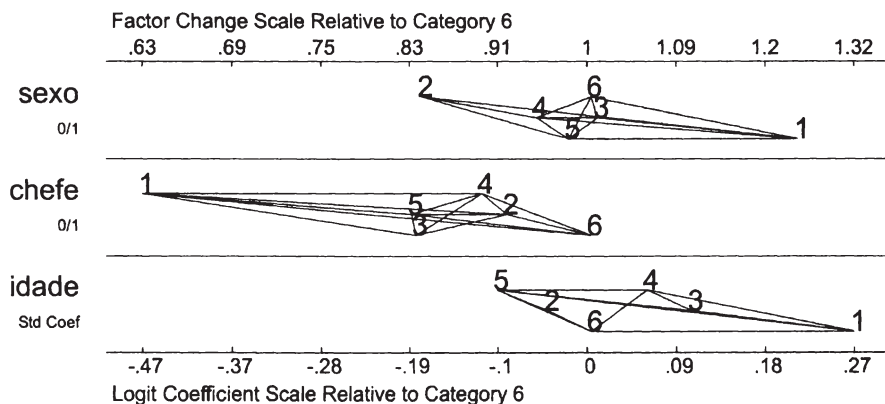 Factor Change Scale Relative to Category 6
.63 .69 .75 .83 .91 1 1.09 1.2 1.32
sexo
0/1
2 6 4 3 5 1
chefe
0/1
1 4 5 2 3 6
idade
Std Coef
5 4 2 3 6 1
-.47 -.37 -.28 -.19 -.1 0 .09 .18 .27
Logit Coefficient Scale Relative to Category 6